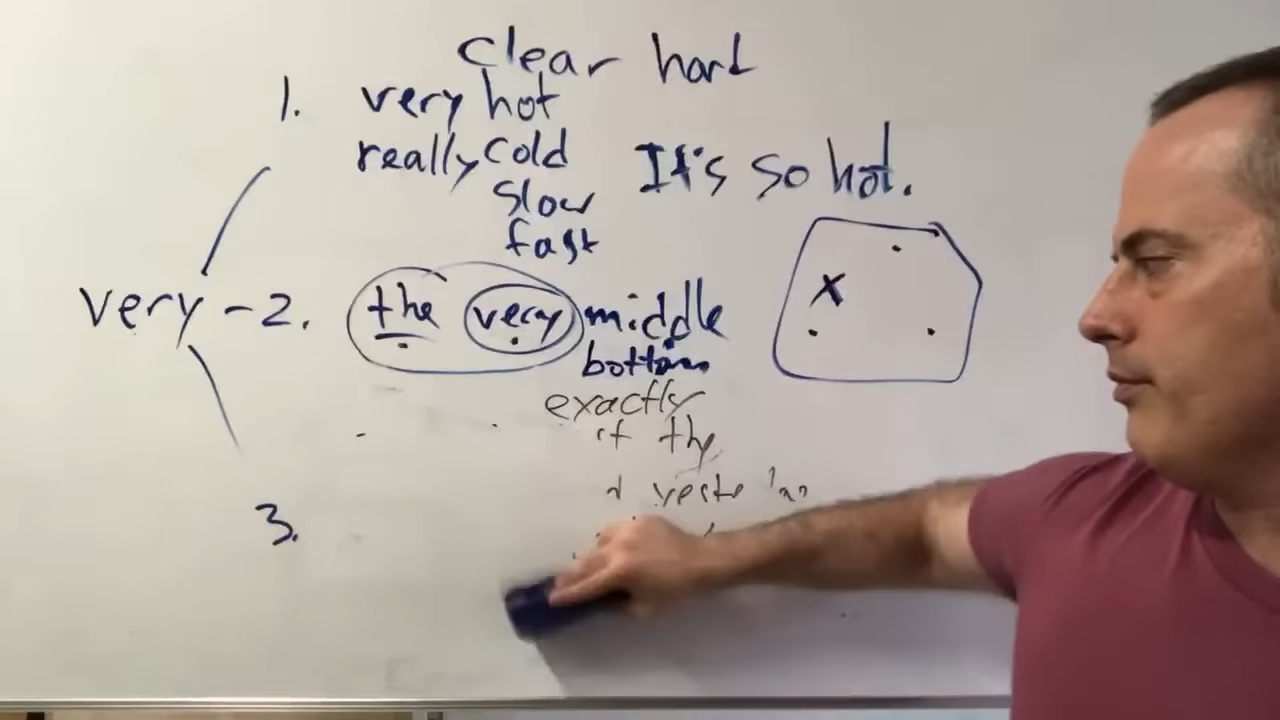 clear hard
1. very hot
really cold It's so hot.
slow
fast
very - 2. the very middle
X
bottom
exactly
3.